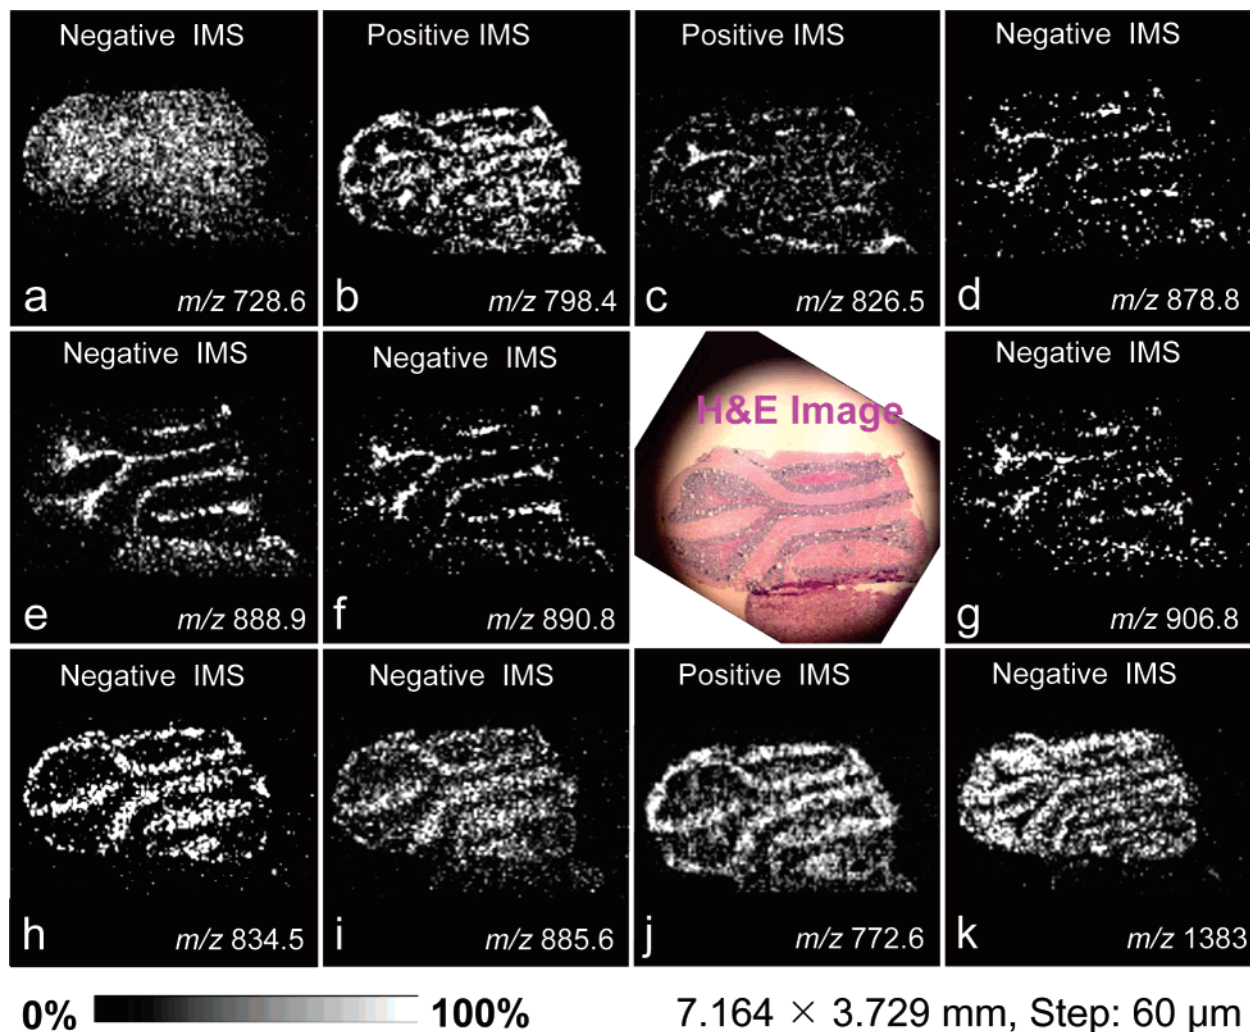 Negative IMS
a
m/z 728.6
Positive IMS
b
m/z 798.4
Positive IMS
c
m/z 826.5
Negative IMS
d
m/z 878.8
Negative IMS
e
m/z 888.9
Negative IMS
f
m/z 890.8
H&E Image
Negative IMS
g
m/z 906.8
Negative IMS
h
m/z 834.5
Negative IMS
i
m/z 885.6
Positive IMS
j
m/z 772.6
Negative IMS
k
m/z 1383
0% 100%
7.164 × 3.729 mm, Step: 60 µm